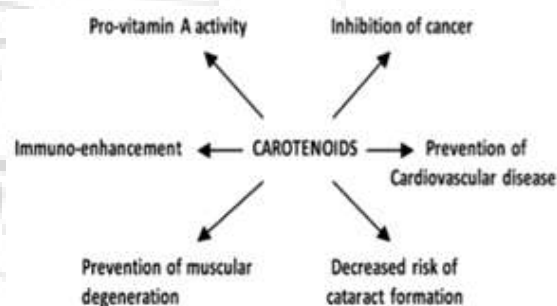 Pro-vitamin A activity
Inhibition of cancer
Immuno-enhancement
CAROTENOIDS
Prevention of
Cardiovascular disease
Prevention of muscular
degeneration
Decreased risk of
cataract formation